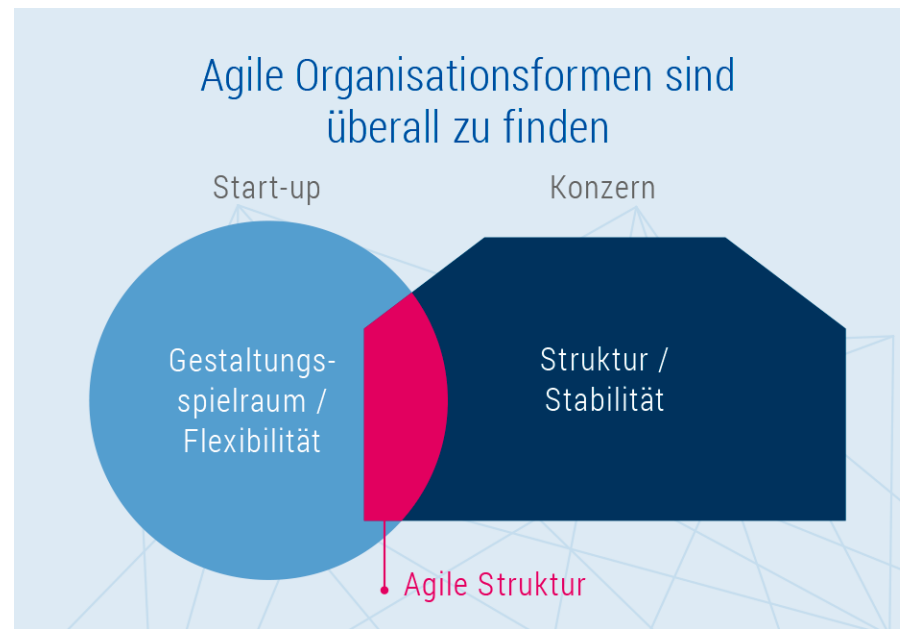 Agile Organisationsformen sind
überall zu finden
Start-up
Konzern
Gestaltungs-
spielraum /
Flexibilität
Struktur /
Stabilität
Agile Struktur